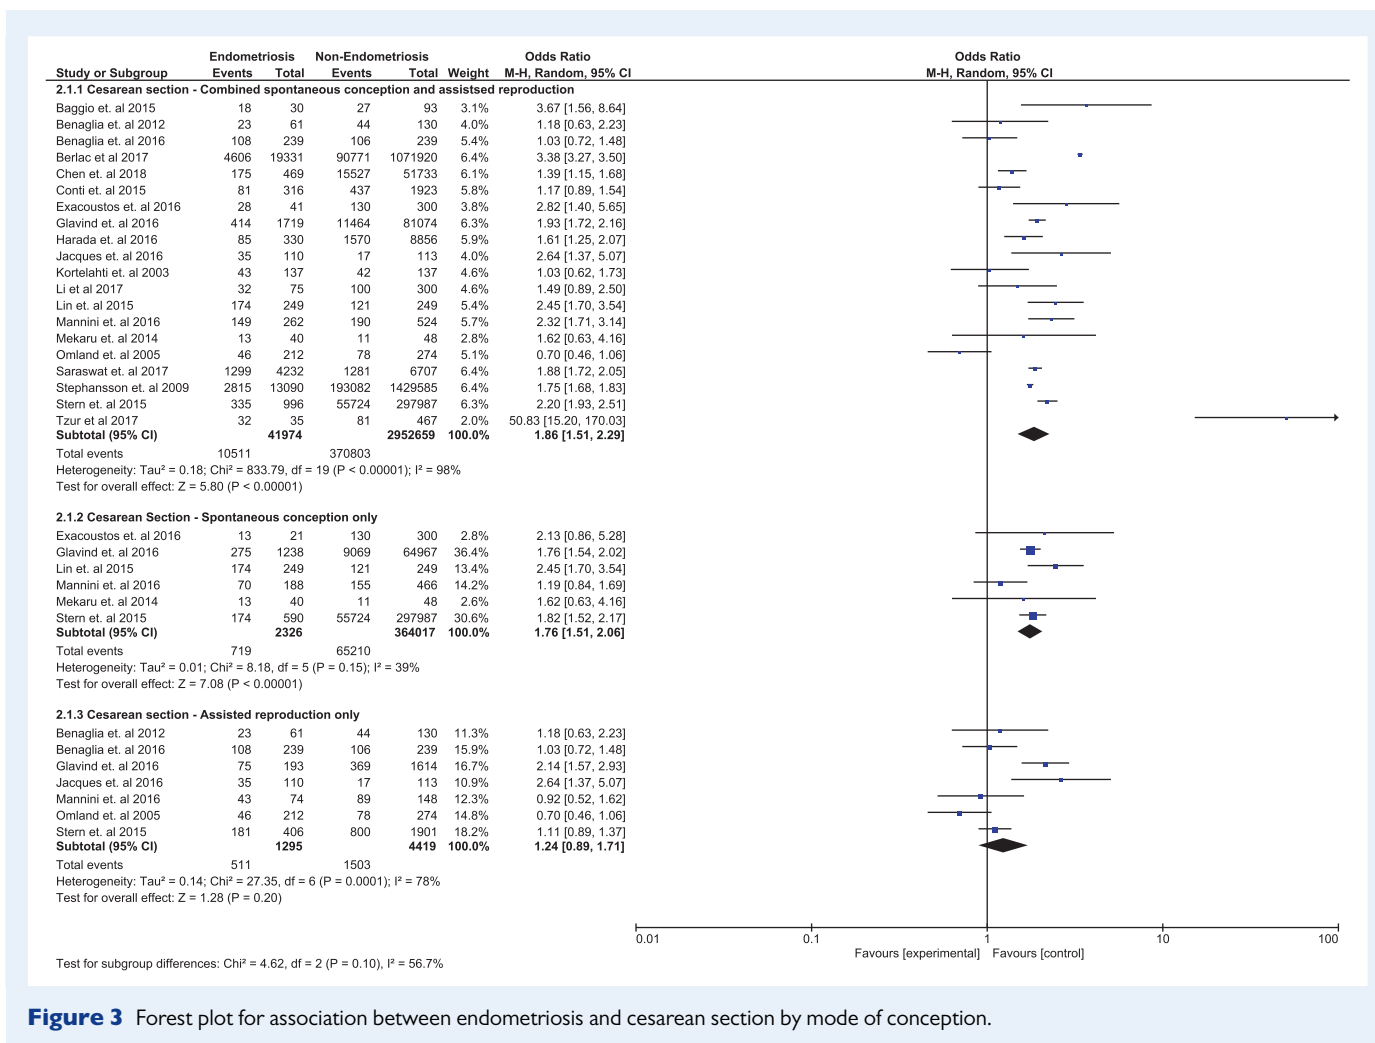 Endometriosis Non-Endometriosis Odds Ratio Odds Ratio
Study or Subgroup Events Total Events Total Weight M-H, Random, 95% CI M-H, Random, 95% CI
2.1.1 Cesarean section - Combined spontaneous conception and assistsed reproduction
Baggio et. al 2015 18 30 27 93 3.1% 3.67 [1.56, 8.64]
Benaglia et. al 2012 23 61 44 130 4.0% 1.18 [0.63, 2.23]
Benaglia et. al 2016 108 239 106 239 5.4% 1.03 [0.72, 1.48]
Berlac et al 2017 4606 19331 90771 1071920 6.4% 3.38 [3.27, 3.50]
Chen et. al 2018 175 469 15527 51733 6.1% 1.39 [1.15, 1.68]
Conti et. al 2015 81 316 437 1923 5.8% 1.17 [0.89, 1.54]
Exacoustos et. al 2016 28 41 130 300 3.8% 2.82 [1.40, 5.65]
Glavind et. al 2016 414 1719 11464 81074 6.3% 1.93 [1.72, 2.16]
Harada et. al 2016 85 330 1570 8856 5.9% 1.61 [1.25, 2.07]
Jacques et. al 2016 35 110 17 113 4.0% 2.64 [1.37, 5.07]
Kortelahti et. al 2003 43 137 42 137 4.6% 1.03 [0.62, 1.73]
Li et al 2017 32 75 100 300 4.6% 1.49 [0.89, 2.50]
Lin et. al 2015 174 249 121 249 5.4% 2.45 [1.70, 3.54]
Mannini et. al 2016 149 262 190 524 5.7% 2.32 [1.71, 3.14]
Mekaru et. al 2014 13 40 11 48 2.8% 1.62 [0.63, 4.16]
Omland et. al 2005 46 212 78 274 5.1% 0.70 [0.46, 1.06]
Saraswat et. al 2017 1299 4232 1281 6707 6.4% 1.88 [1.72, 2.05]
Stephansson et. al 2009 2815 13090 193082 1429585 6.4% 1.75 [1.68, 1.83]
Stern et. al 2015 335 996 55724 297987 6.3% 2.20 [1.93, 2.51]
Tzur et al 2017 32 35 81 467 2.0% 50.83 [15.20, 170.03]
Subtotal (95% CI) 41974 2952659 100.0% 1.86 [1.51, 2.29]
Total events 10511 370803
Heterogeneity: Tau² = 0.18; Chi² = 833.79, df = 19 (P < 0.00001); I² = 98%
Test for overall effect: Z = 5.80 (P < 0.00001)
2.1.2 Cesarean Section - Spontaneous conception only
Exacoustos et. al 2016 13 21 130 300 2.8% 2.13 [0.86, 5.28]
Glavind et. al 2016 275 1238 9069 64967 36.4% 1.76 [1.54, 2.02]
Lin et. al 2015 174 249 121 249 13.4% 2.45 [1.70, 3.54]
Mannini et. al 2016 70 188 155 466 14.2% 1.19 [0.84, 1.69]
Mekaru et. al 2014 13 40 11 48 2.6% 1.62 [0.63, 4.16]
Stern et. al 2015 174 590 55724 297987 30.6% 1.82 [1.52, 2.17]
Subtotal (95% CI) 2326 364017 100.0% 1.76 [1.51, 2.06]
Total events 719 65210
Heterogeneity: Tau² = 0.01; Chi² = 8.18, df = 5 (P = 0.15); I² = 39%
Test for overall effect: Z = 7.08 (P < 0.00001)
2.1.3 Cesarean section - Assisted reproduction only
Benaglia et. al 2012 23 61 44 130 11.3% 1.18 [0.63, 2.23]
Benaglia et. al 2016 108 239 106 239 15.9% 1.03 [0.72, 1.48]
Glavind et. al 2016 75 193 369 1614 16.7% 2.14 [1.57, 2.93]
Jacques et. al 2016 35 110 17 113 10.9% 2.64 [1.37, 5.07]
Mannini et. al 2016 43 74 89 148 12.3% 0.92 [0.52, 1.62]
Omland et. al 2005 46 212 78 274 14.8% 0.70 [0.46, 1.06]
Stern et. al 2015 181 406 800 1901 18.2% 1.11 [0.89, 1.37]
Subtotal (95% CI) 1295 4419 100.0% 1.24 [0.89, 1.71]
Total events 511 1503
Heterogeneity: Tau² = 0.14; Chi² = 27.35, df = 6 (P = 0.0001); I² = 78%
Test for overall effect: Z = 1.28 (P = 0.20)
0.01 0.1 1 10 100
Favours [experimental] Favours [control]
Test for subgroup differences: Chi² = 4.62, df = 2 (P = 0.10), I² = 56.7%
Figure 3 Forest plot for association between endometriosis and cesarean section by mode of conception.